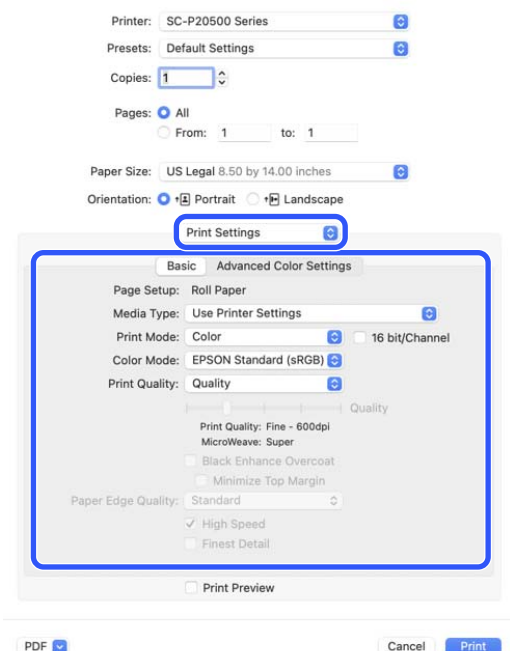 Printer: SC-P20500 Series
Presets: Default Settings
Copies: 1
Pages: All
From: 1 to: 1
Paper Size: US Legal 8.50 by 14.00 inches
Orientation: Portrait Landscape
Print Settings
Basic Advanced Color Settings
Page Setup: Roll Paper
Media Type: Use Printer Settings
Print Mode: Color 16 bit/Channel
Color Mode: EPSON Standard (sRGB)
Print Quality: Quality
Quality
Print Quality: Fine - 600dpi
MicroWeave: Super
Black Enhance Overcoat
Minimize Top Margin
Paper Edge Quality: Standard
High Speed
Finest Detail
Print Preview
PDF Cancel Print